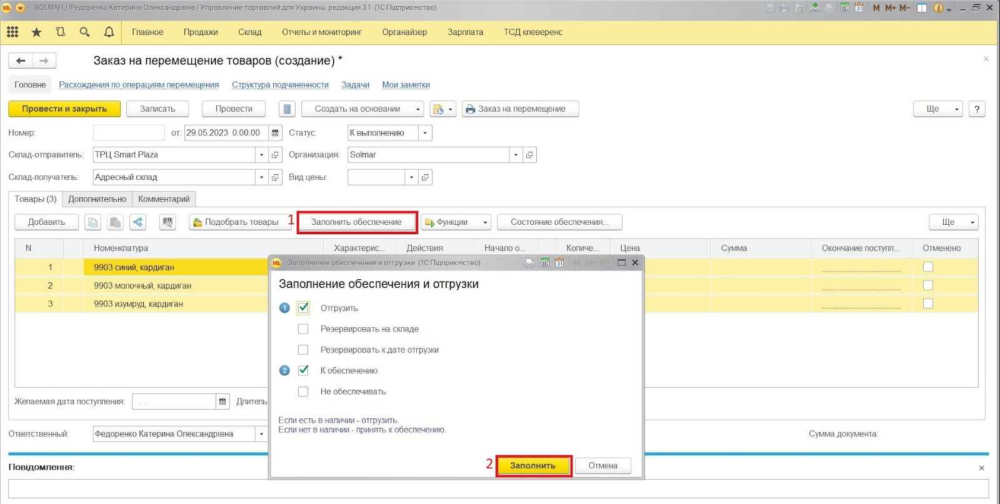 SOLMAR / Федоренко Катерина Олександрівна / Управление торговлей для Украины, редакция 3.1 (1С:Підприємство)
M M+ M-
Главное Продажи Склад Отчеты и мониторинг Органайзер Зарплата ТСД клеверенс
Заказ на перемещение товаров (создание) *
Головне Расхождения по операциям перемещения Структура подчиненности Задачи Мои заметки
Провести и закрыть Записать Провести Создать на основании Заказ на перемещение Ще ?
Номер: от: 29.05.2023 0:00:00 Статус: К выполнению
Склад-отправитель: ТРЦ Smart Plaza Организация: Solmar
Склад-получатель: Адресный склад Вид цены:
Товары (3) Дополнительно Комментарий
Добавить Подобрать товары 1 Заполнить обеспечение Функции Состояние обеспечения... Ще
N Номенклатура Характерис... Действия Начало о... Количе... Цена Сумма Окончание поступл... Отменено
1 9903 синий, кардиган
2 9903 молочный, кардиган
3 9903 изумруд, кардиган
Заполнение обеспечения и отгрузки (1С:Підприємство) 31 M M+ M-
Заполнение обеспечения и отгрузки
1 Отгрузить
Резервировать на складе
Резервировать к дате отгрузки
2 К обеспечению
Не обеспечивать
Если есть в наличии - отгрузить.
Если нет в наличии - принять к обеспечению.
2 Заполнить Отмена
Желаемая дата поступления: . . Длитель
Ответственный: Федоренко Катерина Олександрівна Сумма документа:
Повідомлення: